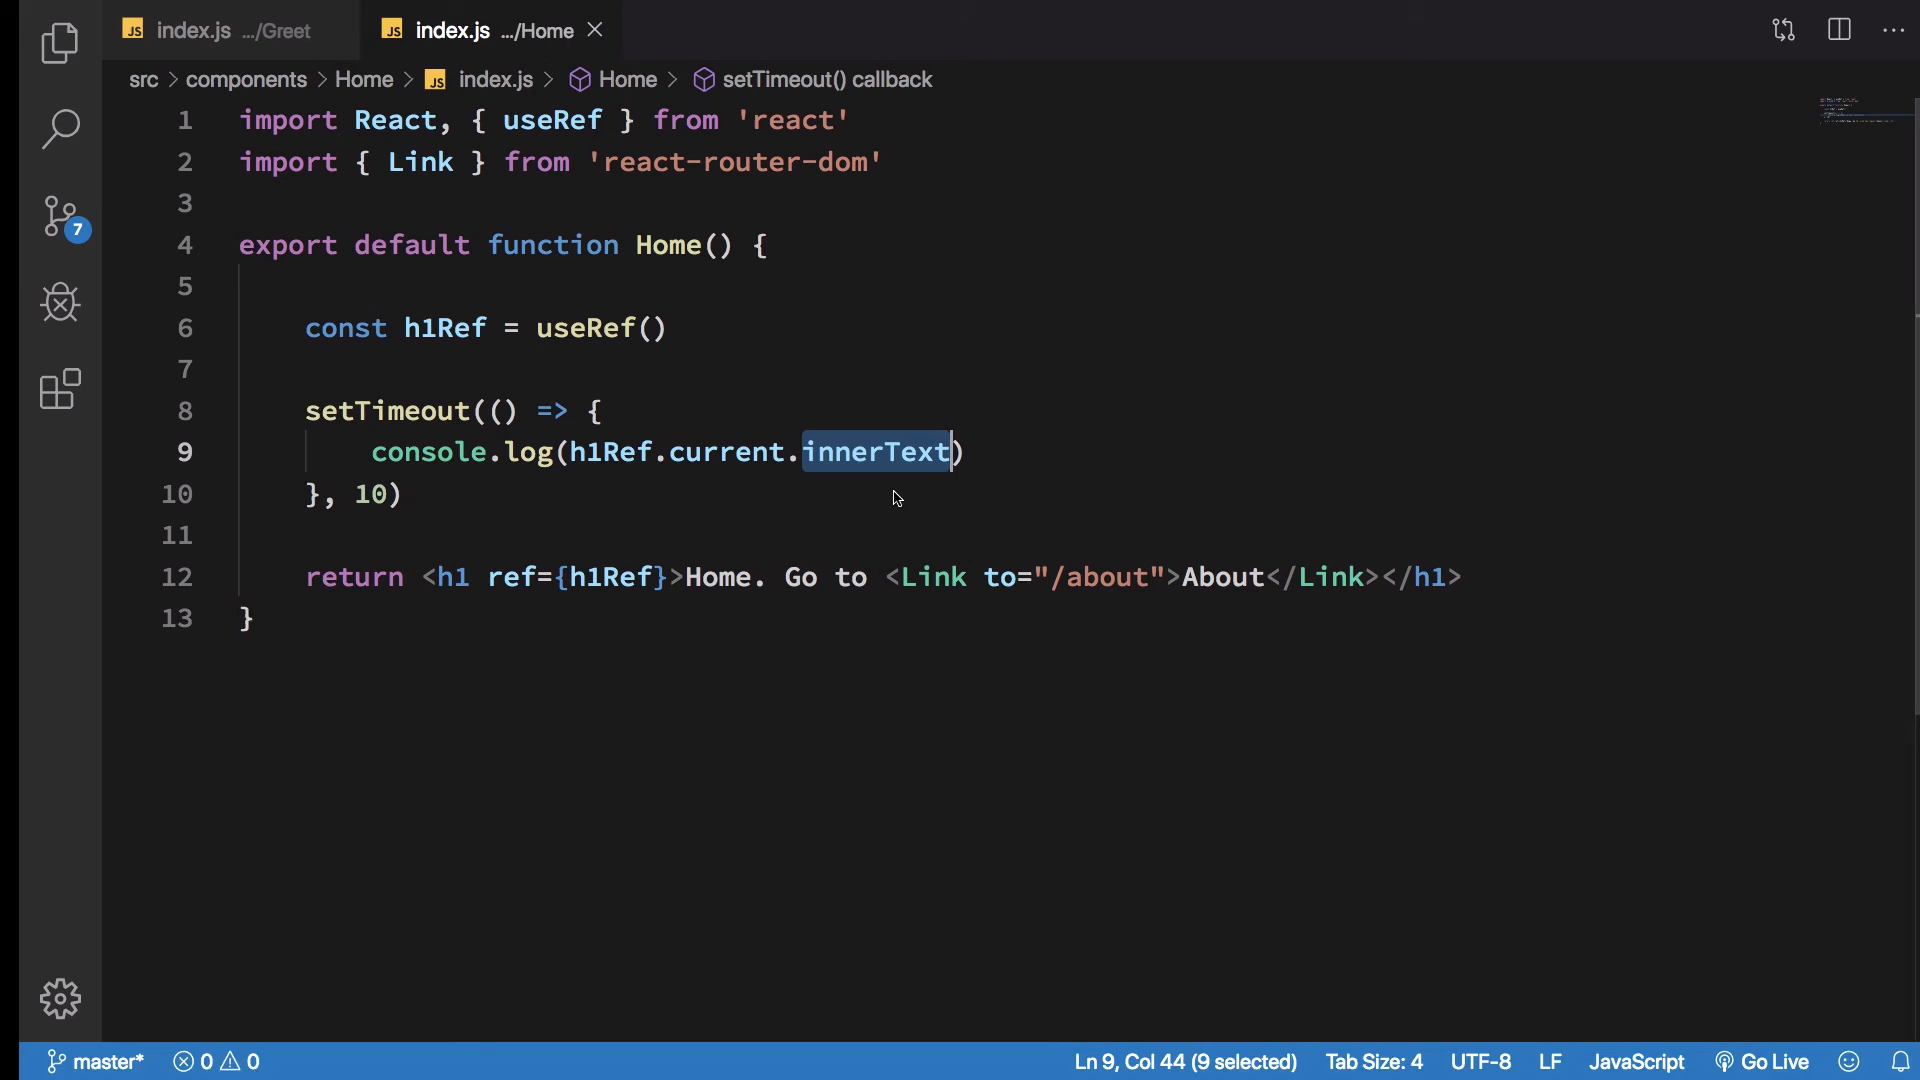 JS index.js .../Greet JS index.js .../Home
src > components > Home > JS index.js > Home > setTimeout() callback
1 import React, { useRef } from 'react'
2 import { Link } from 'react-router-dom'
3
4 export default function Home() {
5
6 const h1Ref = useRef()
7
8 setTimeout(() => {
9 console.log(h1Ref.current.innerText)
10 }, 10)
11
12 return <h1 ref={h1Ref}>Home. Go to <Link to="/about">About</Link></h1>
13 }
7
master* 0 0 Ln 9, Col 44 (9 selected) Tab Size: 4 UTF-8 LF JavaScript Go Live